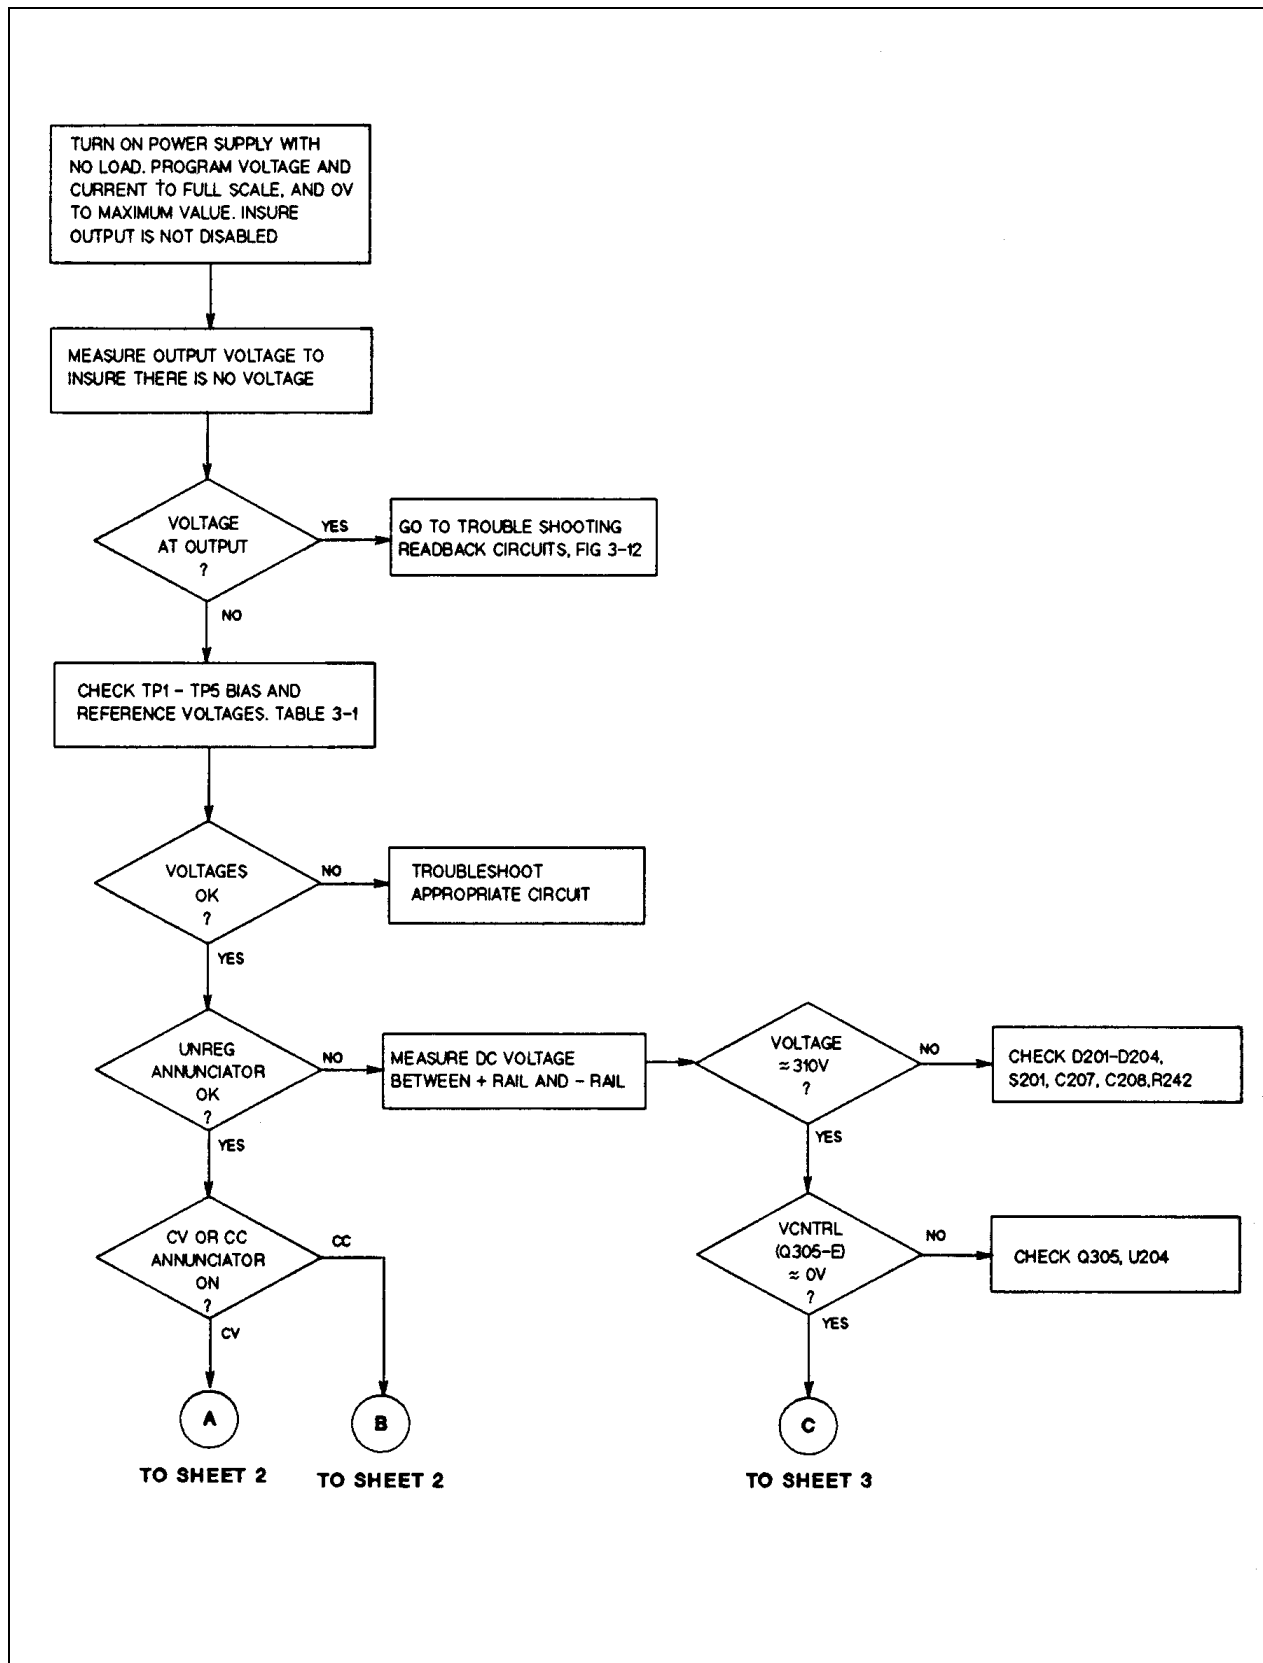 TURN ON POWER SUPPLY WITH
NO LOAD. PROGRAM VOLTAGE AND
CURRENT TO FULL SCALE, AND OV
TO MAXIMUM VALUE. INSURE
OUTPUT IS NOT DISABLED
MEASURE OUTPUT VOLTAGE TO
INSURE THERE IS NO VOLTAGE
VOLTAGE
AT OUTPUT
?
YES
GO TO TROUBLE SHOOTING
READBACK CIRCUITS, FIG 3-12
NO
CHECK TP1 - TP5 BIAS AND
REFERENCE VOLTAGES. TABLE 3-1
VOLTAGES
OK
?
NO
TROUBLESHOOT
APPROPRIATE CIRCUIT
YES
UNREG
ANNUNCIATOR
OK
?
NO
MEASURE DC VOLTAGE
BETWEEN + RAIL AND - RAIL
VOLTAGE
≈310V
?
NO
CHECK D201-D204,
S201, C207, C208,R242
YES
YES
CV OR CC
ANNUNCIATOR
ON
?
CC
CV
VCNTRL
(Q305-E)
≈ 0V
?
NO
CHECK Q305, U204
YES
A
B
C
TO SHEET 2
TO SHEET 2
TO SHEET 3